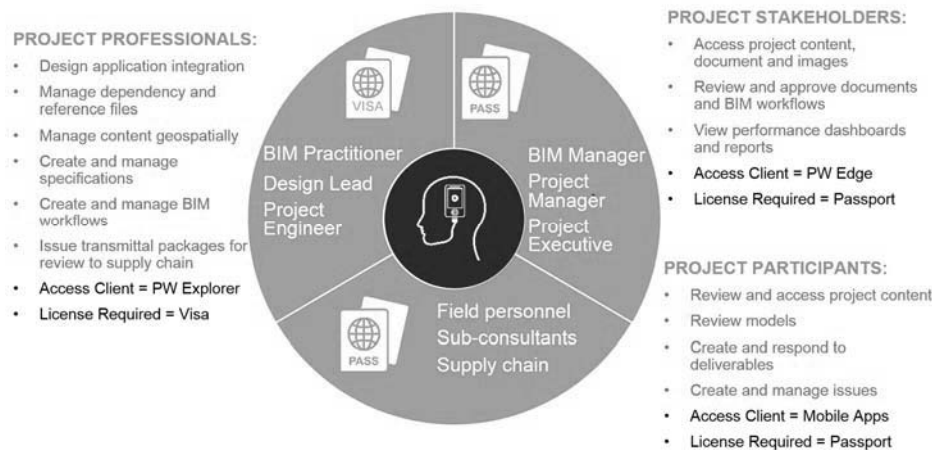 PROJECT PROFESSIONALS:
• Design application integration
• Manage dependency and
reference files
• Manage content geospatially
• Create and manage
specifications
• Create and manage BIM
workflows
• Issue transmittal packages for
review to supply chain
• Access Client = PW Explorer
• License Required = Visa
VISA
BIM Practitioner
Design Lead
Project
Engineer
PASS
BIM Manager
Project
Manager
Project
Executive
PASS
Field personnel
Sub-consultants
Supply chain
PROJECT STAKEHOLDERS:
• Access project content,
document and images
• Review and approve documents
and BIM workflows
• View performance dashboards
and reports
• Access Client = PW Edge
• License Required = Passport
PROJECT PARTICIPANTS:
• Review and access project content
• Review models
• Create and respond to
deliverables
• Create and manage issues
• Access Client = Mobile Apps
• License Required = Passport